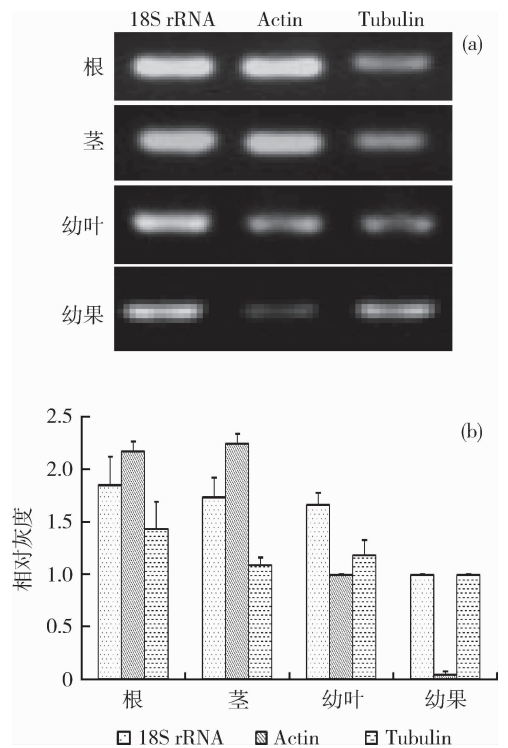 18S rRNA Actin Tubulin
(a)
根
茎
幼叶
幼果
(b)
相对灰度
2.5
2.0
1.5
1.0
0.5
0
根 茎 幼叶 幼果
18S rRNA Actin Tubulin